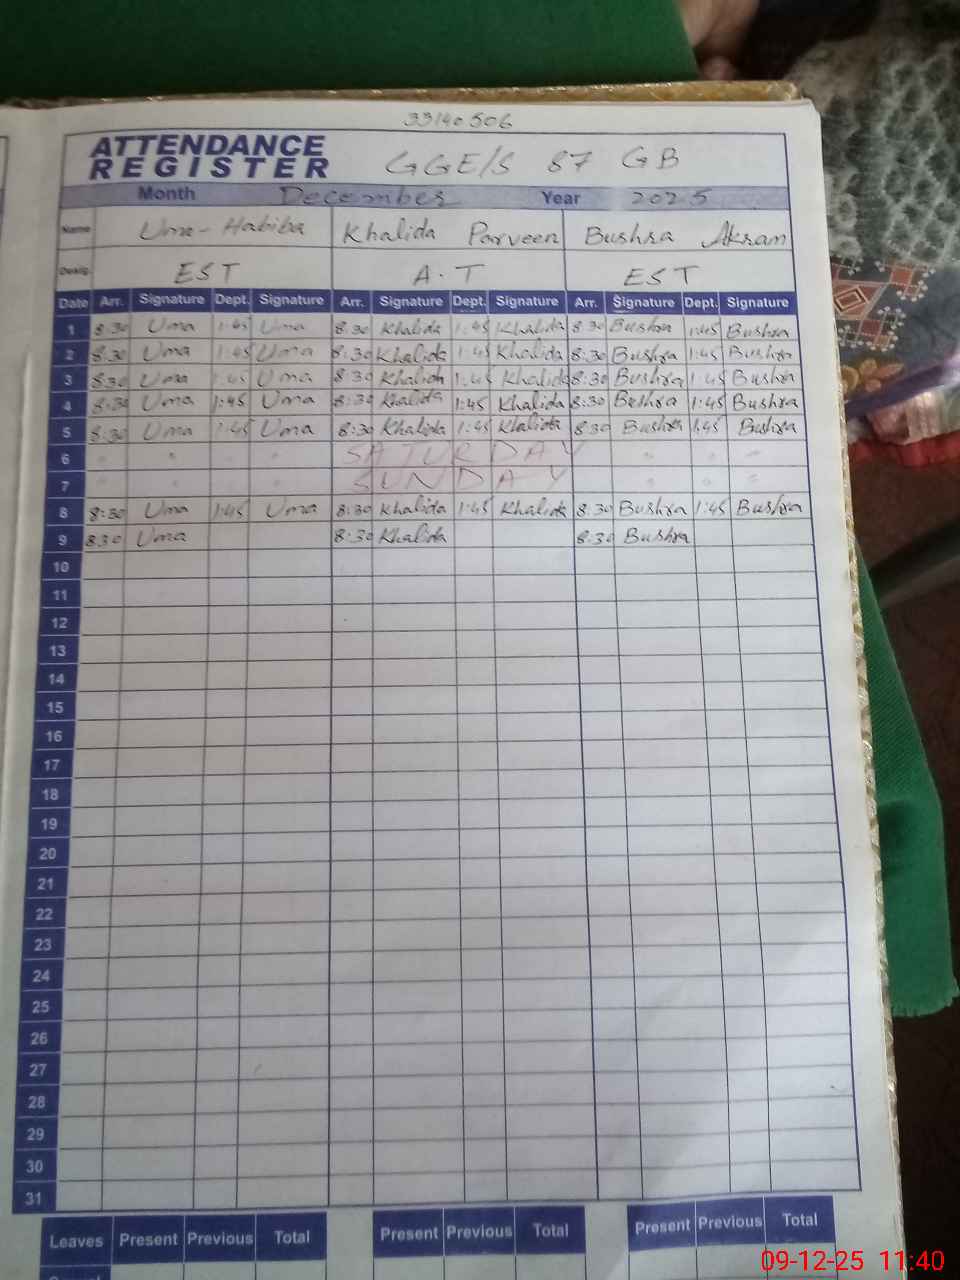 33140506
ATTENDANCE REGISTER GGE/S 87 GB
Month December Year 2025
Name Uma-Habiba Khalida Parveen Bushra Akram
Desig. EST A.T EST
Date Arr. Signature Dept. Signature Arr. Signature Dept. Signature Arr. Signature Dept. Signature
1 8:30 Uma 1:45 Uma 8:30 Khalida 1:45 Khalida 8:30 Bushra 1:45 Bushra
2 8:30 Uma 1:45 Uma 8:30 Khalida 1:45 Khalida 8:30 Bushra 1:45 Bushra
3 8:30 Uma 1:45 Uma 8:30 Khalida 1:45 Khalida 8:30 Bushra 1:45 Bushra
4 8:30 Uma 1:45 Uma 8:30 Khalida 1:45 Khalida 8:30 Bushra 1:45 Bushra
5 8:30 Uma 1:45 Uma 8:30 Khalida 1:45 Khalida 8:30 Bushra 1:45 Bushra
6 SATURDAY
7 SUNDAY
8 8:30 Uma 1:45 Uma 8:30 Khalida 1:45 Khalida 8:30 Bushra 1:45 Bushra
9 8:30 Uma 8:30 Khalida 8:30 Bushra
10
11
12
13
14
15
16
17
18
19
20
21
22
23
24
25
26
27
28
29
30
31
Leaves Present Previous Total Present Previous Total Present Previous Total
09-12-25 11:40